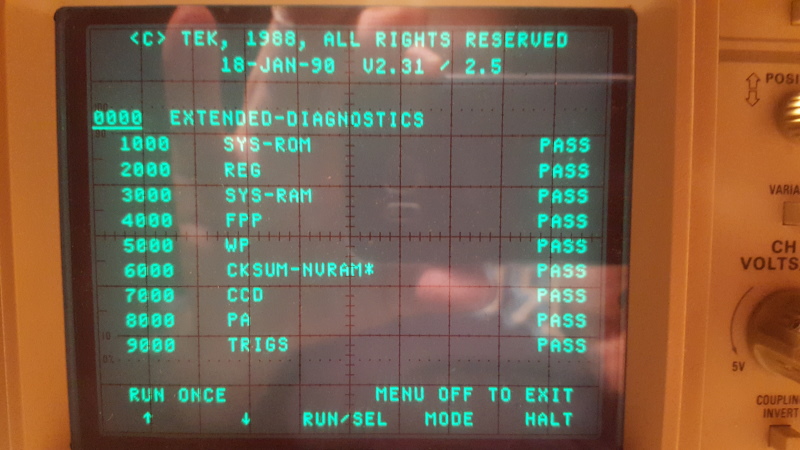 <C> TEK, 1988, ALL RIGHTS RESERVED
18-JAN-90 V2.31 / 2.5
0000 EXTENDED-DIAGNOSTICS
1000 SYS-ROM PASS
2000 REG PASS
3000 SYS-RAM PASS
4000 FPP PASS
5000 WP PASS
6000 CKSUM-NVRAM* PASS
7000 CCD PASS
8000 PA PASS
9000 TRIGS PASS
RUN ONCE MENU OFF TO EXIT
↑ ↓ RUN/SEL MODE HALT
POSI
VARIA
CH
VOLTS
5V
COUPLING
INVERT